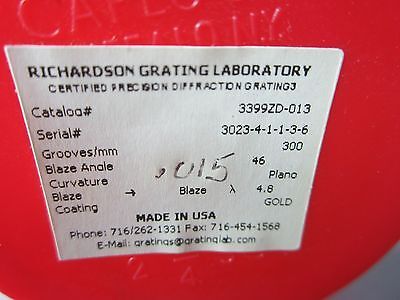 RICHARDSON GRATING LABORATORY
CERTIFIED PRECISION DIFFRACTION GRATINGS
Catalog# 3399ZD-013
Serial# 3023-4-1-1-3-6
Grooves/mm 300
Blaze Angle .015 46
Curvature Plano
Blaze → Blaze λ 4.8
Coating GOLD
MADE IN USA
Phone: 716/262-1331 Fax: 716-454-1568
E-Mail: gratings@gratinglab.com